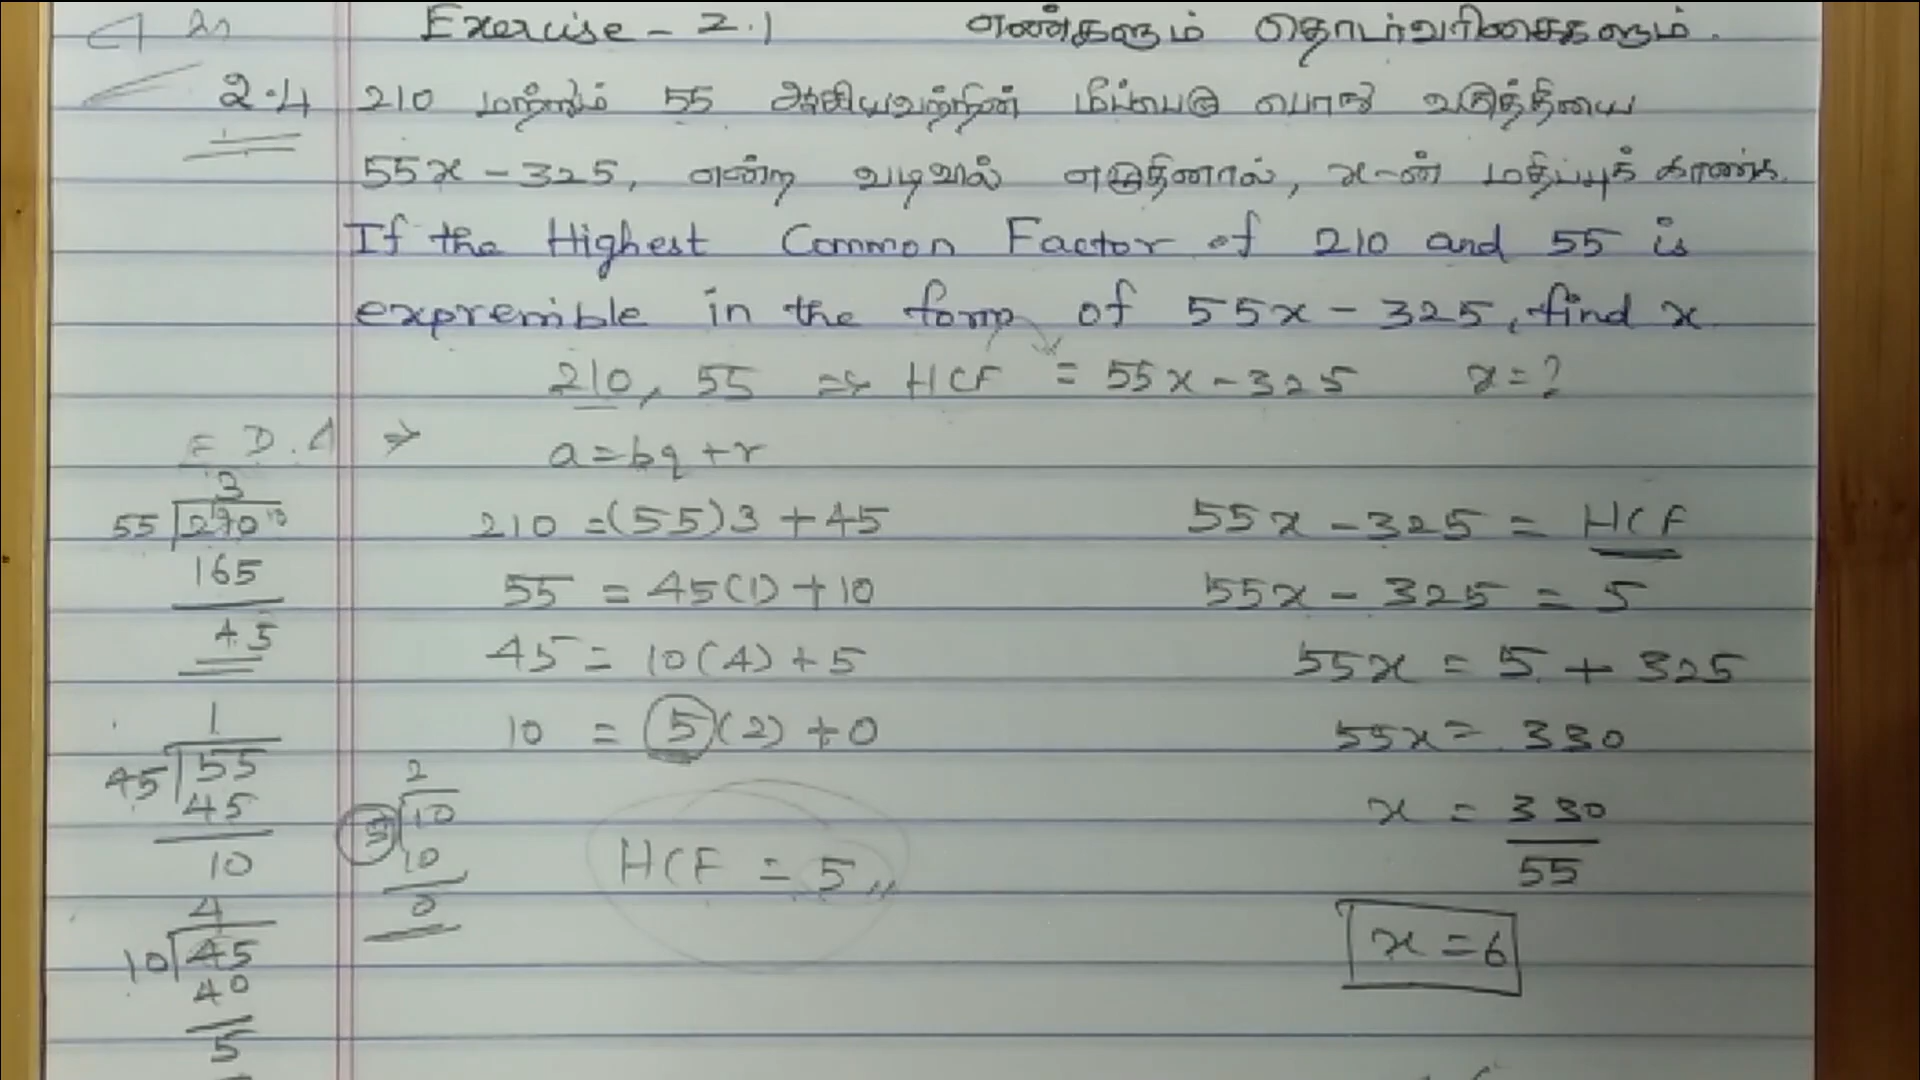 Exercise - 2.1 எண்களும் தொடர்வரிசைகளும்.
2.4 210 மற்றும் 55 ஆகியவற்றின் மீப்பெரு பொது வகுத்தியை
55x - 325, என்ற வடிவில் எழுதினால், x-ன் மதிப்புக் காண்க.
If the Highest Common Factor of 210 and 55 is
expremible in the form of 55x - 325, find x
210, 55 ⇒ HCF = 55x - 325 x = ?
E D. A ⇒ a = bq + r
210 = (55)3 + 45
55 = 45(1) + 10
45 = 10(4) + 5
10 = 5(2) + 0
HCF = 5,,
55x - 325 = HCF
55x - 325 = 5
55x = 5 + 325
55x = 330
x = 330
55
x = 6
3
55
165
45
1
45 55
45
10
4
10 45
40
5
2
5 10
10
0